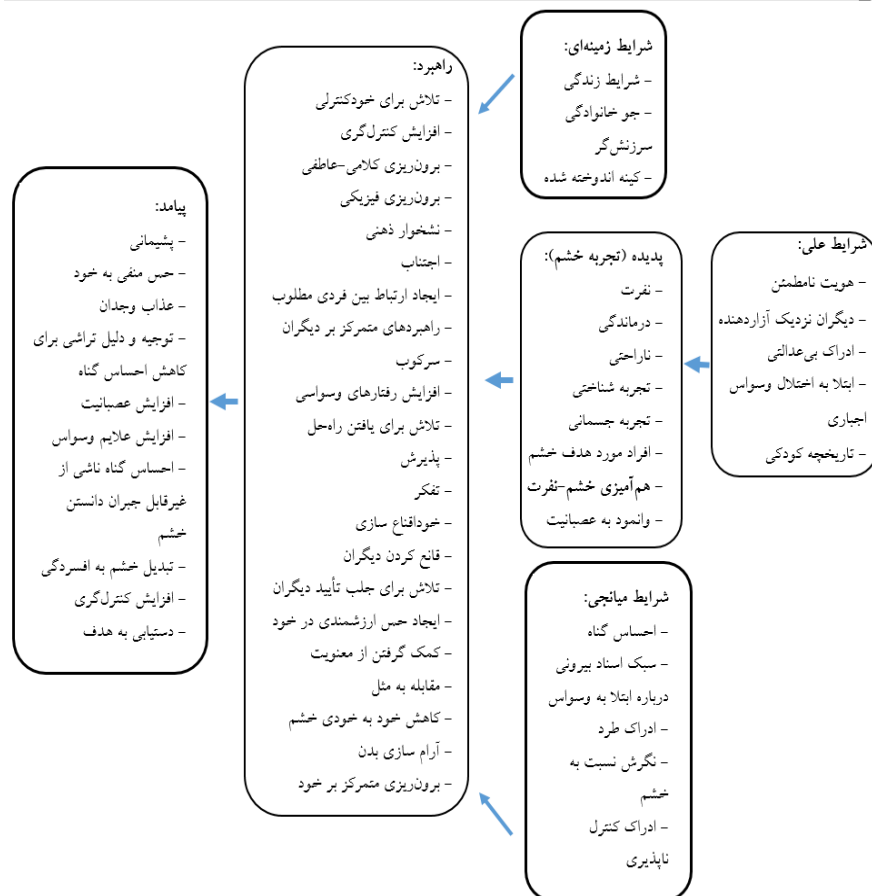 شرایط علی:
- هویت نامطمئن
- دیگران نزدیک آزاردهنده
- ادراک بی‌عدالتی
- ابتلا به اختلال وسواس
اجباری
- تاریخچه کودکی
شرایط زمینه‌ای:
- شرایط زندگی
- جو خانوادگی
سرزنش‌گر
- کینه اندوخته شده
پدیده (تجربه خشم):
- نفرت
- درماندگی
- ناراحتی
- تجربه شناختی
- تجربه جسمانی
- افراد مورد هدف خشم
- هم‌آمیزی خشم-نفرت
- وانمود به عصبانیت
شرایط میانجی:
- احساس گناه
- سبک اسناد بیرونی
درباره ابتلا به وسواس
- ادراک طرد
- نگرش نسبت به
خشم
- ادراک کنترل
ناپذیری
راهبرد:
- تلاش برای خودکنترلی
- افزایش کنترل‌گری
- برون‌ریزی کلامی-عاطفی
- برون‌ریزی فیزیکی
- نشخوار ذهنی
- اجتناب
- ایجاد ارتباط بین فردی مطلوب
- راهبردهای متمرکز بر دیگران
- سرکوب
- افزایش رفتارهای وسواسی
- تلاش برای یافتن راه‌حل
- پذیرش
- تفکر
- خوداقناع سازی
- قانع کردن دیگران
- تلاش برای جلب تأیید دیگران
- ایجاد حس ارزشمندی در خود
- کمک گرفتن از معنویت
- مقابله به مثل
- کاهش خود به خودی خشم
- آرام سازی بدن
- برون‌ریزی متمرکز بر خود
پیامد:
- پشیمانی
- حس منفی به خود
- عذاب وجدان
- توجیه و دلیل تراشی برای
کاهش احساس گناه
- افزایش عصبانیت
- افزایش علایم وسواس
- احساس گناه ناشی از
غیرقابل جبران دانستن
خشم
- تبدیل خشم به افسردگی
- افزایش کنترل‌گری
- دستیابی به هدف